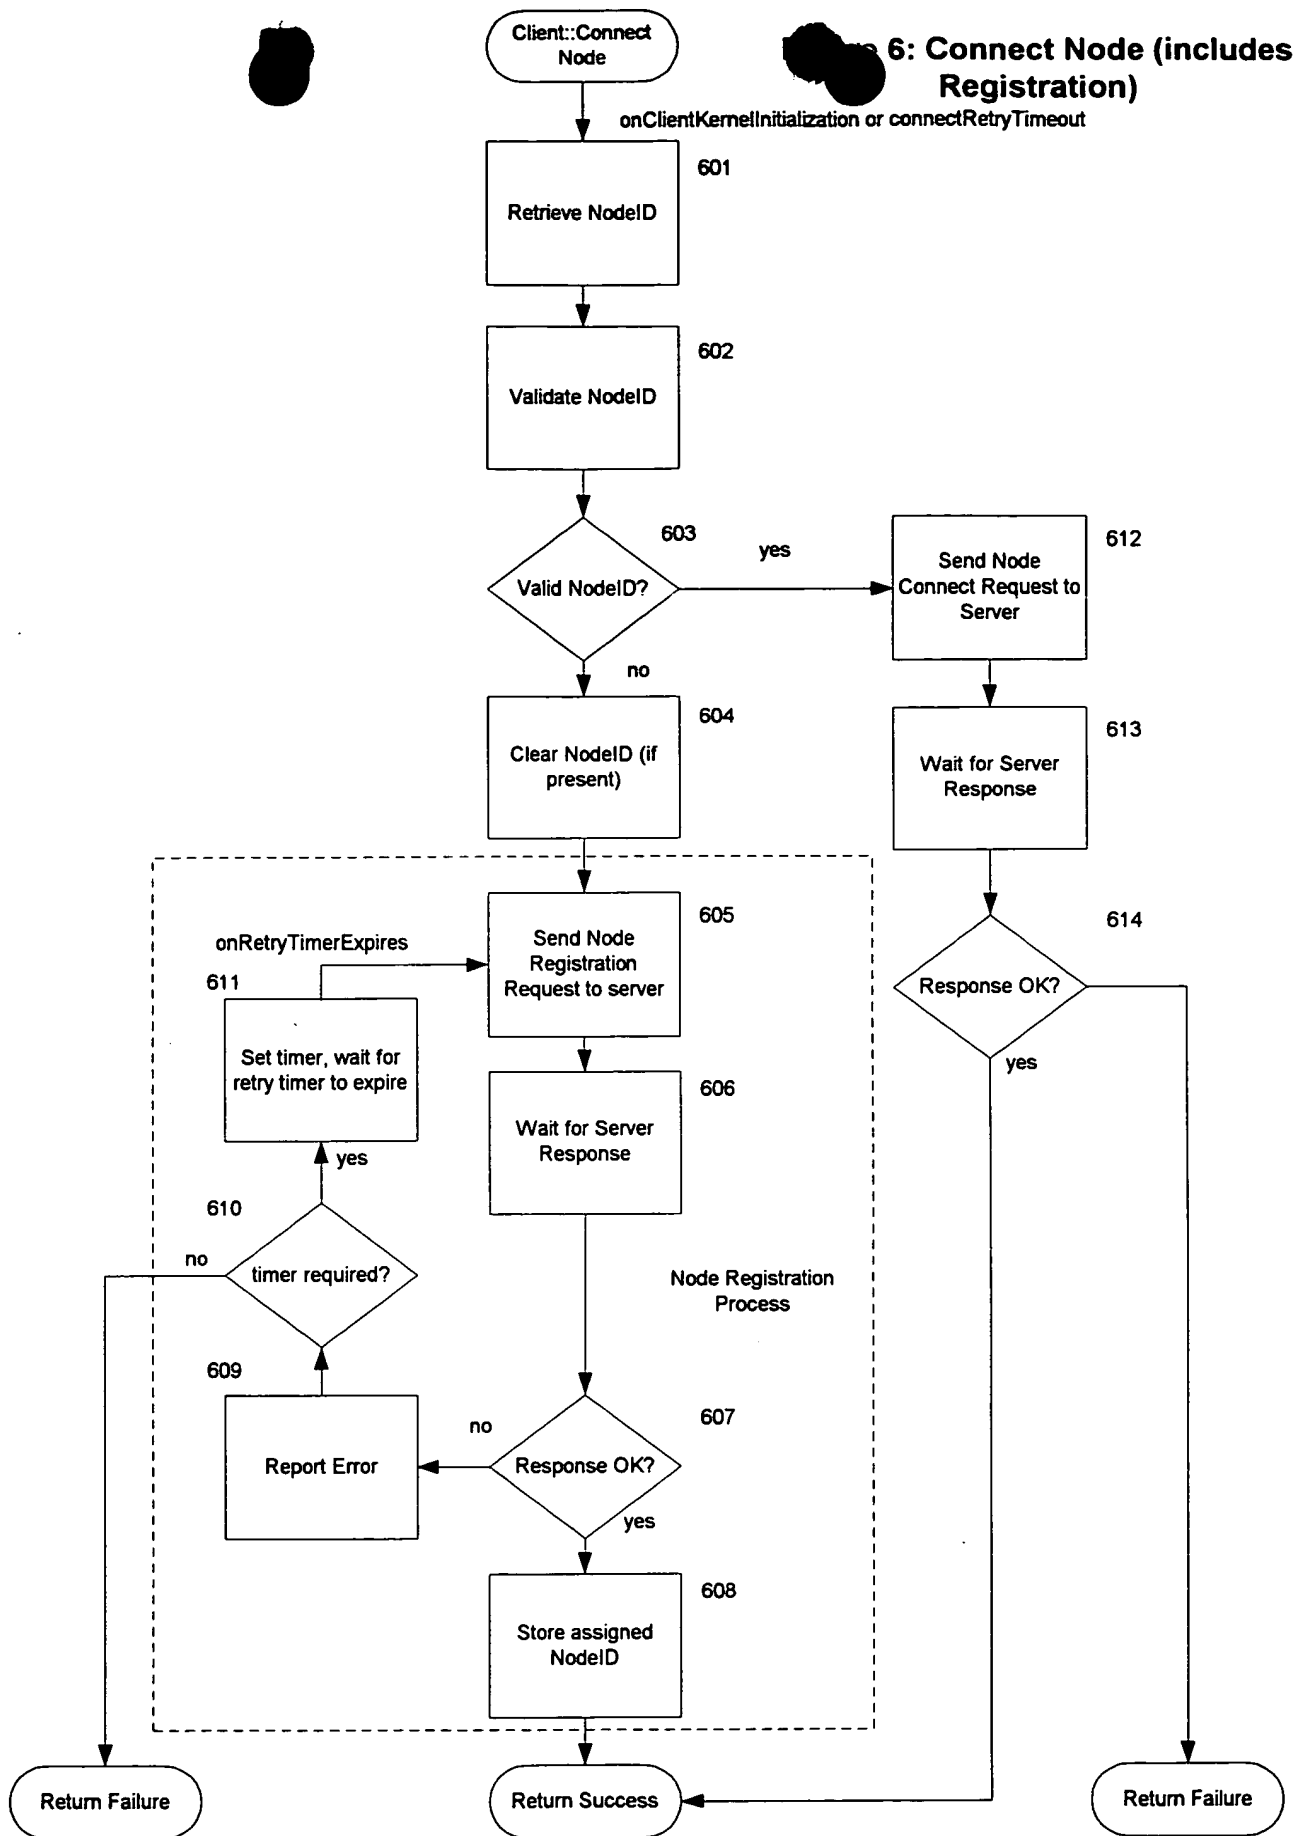 Client::Connect
Node
6: Connect Node (includes
Registration)
onClientKernelInitialization or connectRetryTimeout
601
Retrieve NodeID
602
Validate NodeID
603
Valid NodeID?
yes
no
612
Send Node
Connect Request to
Server
604
Clear NodeID (if
present)
613
Wait for Server
Response
605
Send Node
Registration
Request to server
onRetryTimerExpires
611
Set timer, wait for
retry timer to expire
614
Response OK?
yes
606
Wait for Server
Response
yes
610
no
timer required?
Node Registration
Process
609
Report Error
no
607
Response OK?
yes
608
Store assigned
NodeID
Return Failure
Return Success
Return Failure